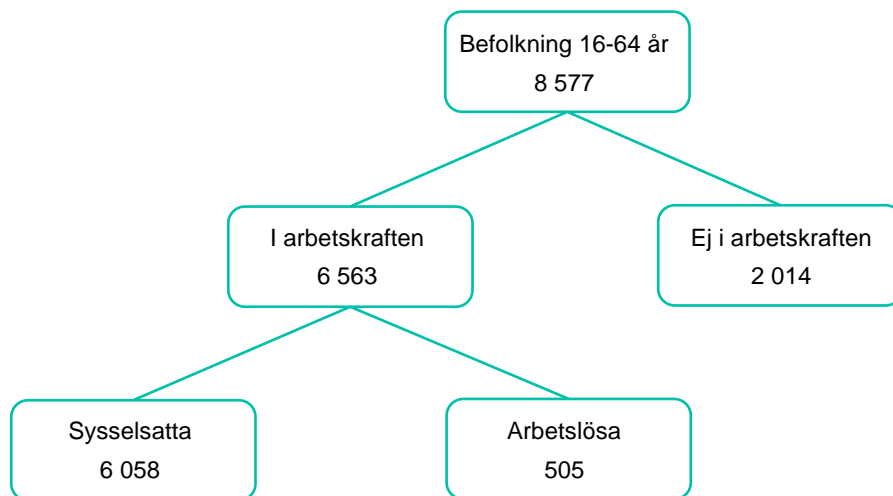 Befolkning 16-64 år
8 577
I arbetskraften
6 563
Ej i arbetskraften
2 014
Sysselsatta
6 058
Arbetslösa
505